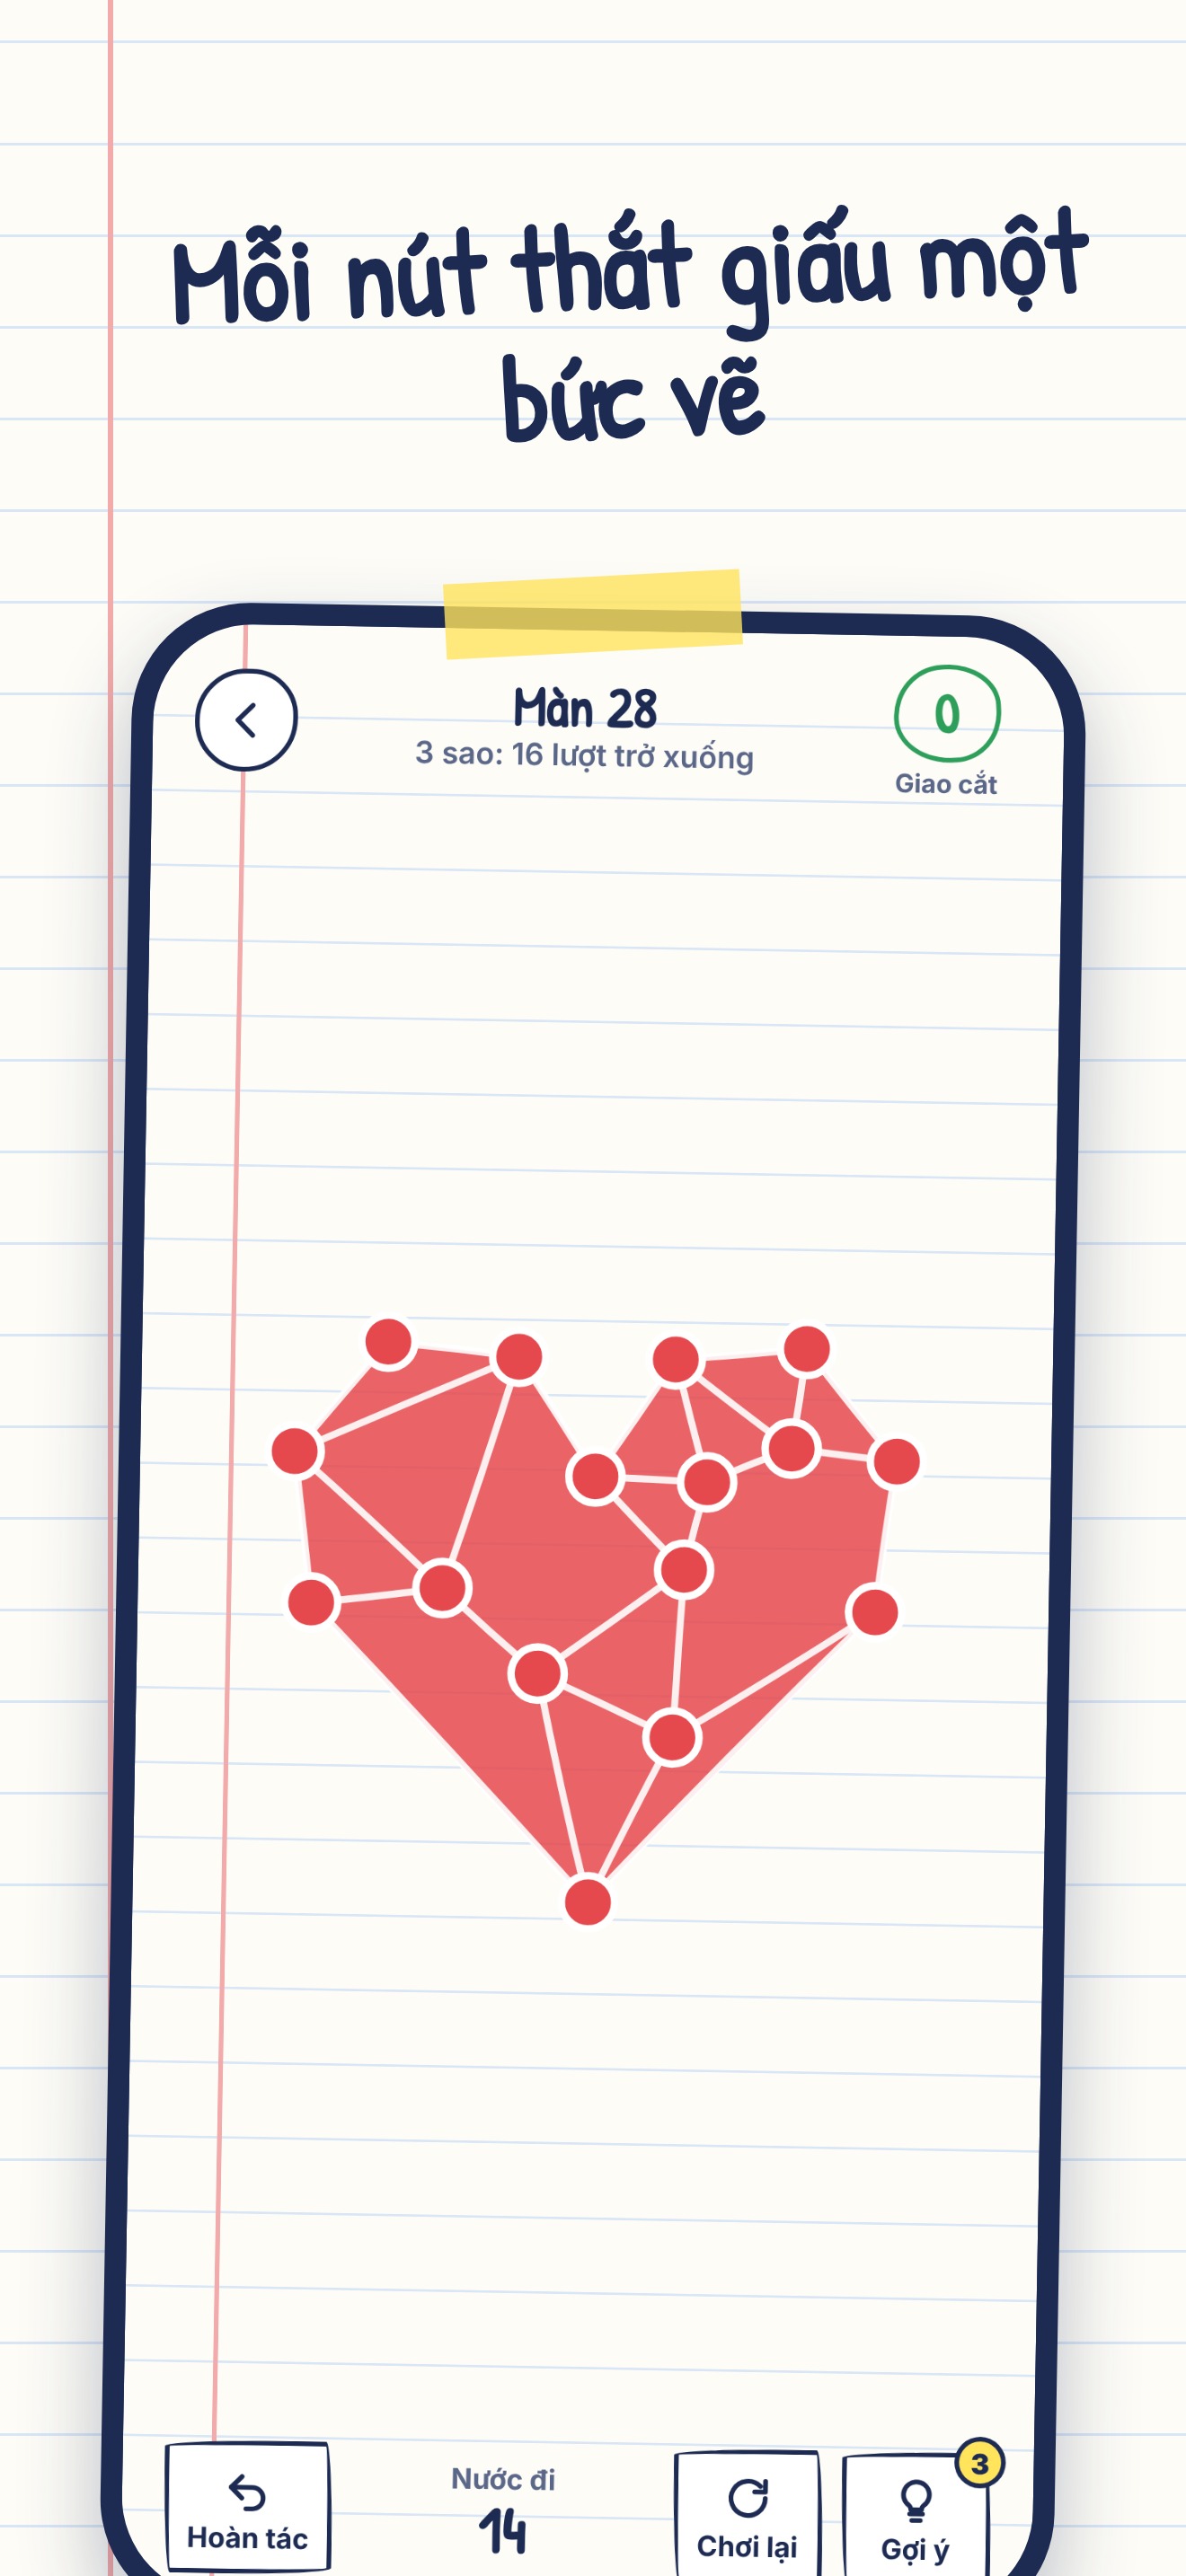 Mỗi nút thắt giấu một
bức vẽ
Màn 28
3 sao: 16 lượt trở xuống
0
Giao cắt
Hoàn tác
Nước đi
14
Chơi lại
3
Gợi ý